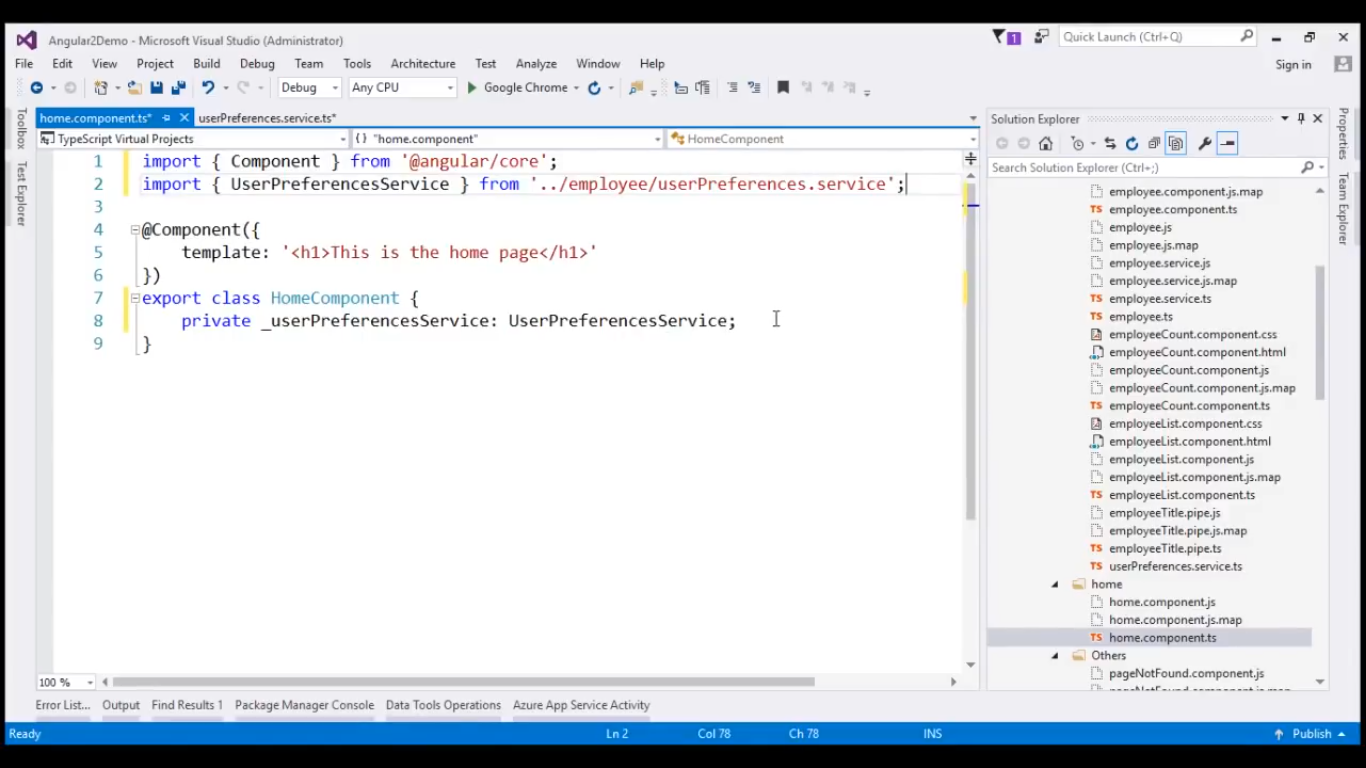 Angular2Demo - Microsoft Visual Studio (Administrator)
1
Quick Launch (Ctrl+Q)
File Edit View Project Build Debug Team Tools Architecture Test Analyze Window Help
Sign in
Debug Any CPU Google Chrome
Toolbox
Test Explorer
home.component.ts* userPreferences.service.ts*
TypeScript Virtual Projects {} "home.component" HomeComponent
1 import { Component } from '@angular/core';
2 import { UserPreferencesService } from '../employee/userPreferences.service';
3
4 @Component({
5 template: '<h1>This is the home page</h1>'
6 })
7 export class HomeComponent {
8 private _userPreferencesService: UserPreferencesService;
9 }
100 %
Solution Explorer
Search Solution Explorer (Ctrl+;)
employee.component.js.map
TS employee.component.ts
employee.js
employee.js.map
employee.service.js
employee.service.js.map
TS employee.service.ts
TS employee.ts
employeeCount.component.css
employeeCount.component.html
employeeCount.component.js
employeeCount.component.js.map
TS employeeCount.component.ts
employeeList.component.css
employeeList.component.html
employeeList.component.js
employeeList.component.js.map
TS employeeList.component.ts
employeeTitle.pipe.js
employeeTitle.pipe.js.map
TS employeeTitle.pipe.ts
TS userPreferences.service.ts
home
home.component.js
home.component.js.map
TS home.component.ts
Others
pageNotFound.component.js
Properties
Team Explorer
Error List... Output Find Results 1 Package Manager Console Data Tools Operations Azure App Service Activity
Ready Ln 2 Col 78 Ch 78 INS Publish